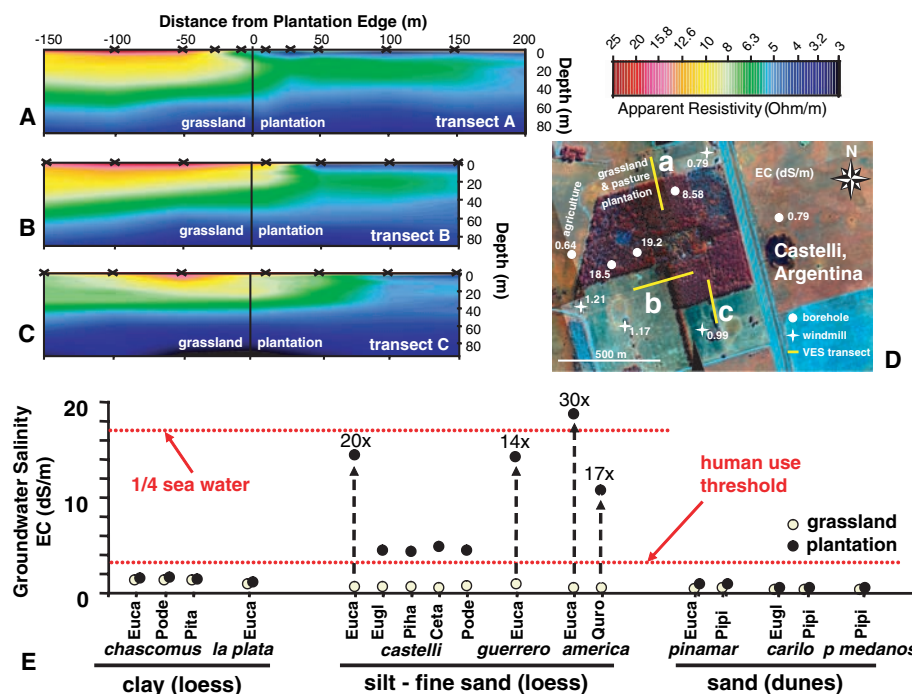 Distance from Plantation Edge (m)
-150 -100 -50 0 50 100 150 200
0
20
40
60
80
Depth (m)
A
grassland
plantation
transect A
0
20
40
60
80
Depth (m)
B
grassland
plantation
transect B
0
20
40
60
80
C
grassland
plantation
transect C
25 20 15.8 12.6 10 8 6.3 5 4 3.2 3
Apparent Resistivity (Ohm/m)
grassland
& pasture
plantation
a
0.79
N
EC (dS/m)
8.58
agriculture
0.79
0.64
19.2
18.5
Castelli,
Argentina
1.21
b
c
1.17
0.99
borehole
windmill
VES transect
500 m
D
Groundwater Salinity
EC (dS/m)
20
10
0
1/4 sea water
20x
14x
30x
17x
human use
threshold
grassland
plantation
Euca Pode Pita Euca Euca Eugl Piha Ceta Pode Euca Euca Quro Euca Pipi Eugl Pipi Pipi
chascomus la plata castelli guerrero america pinamar carilo p medanos
E
clay (loess) silt - fine sand (loess) sand (dunes)